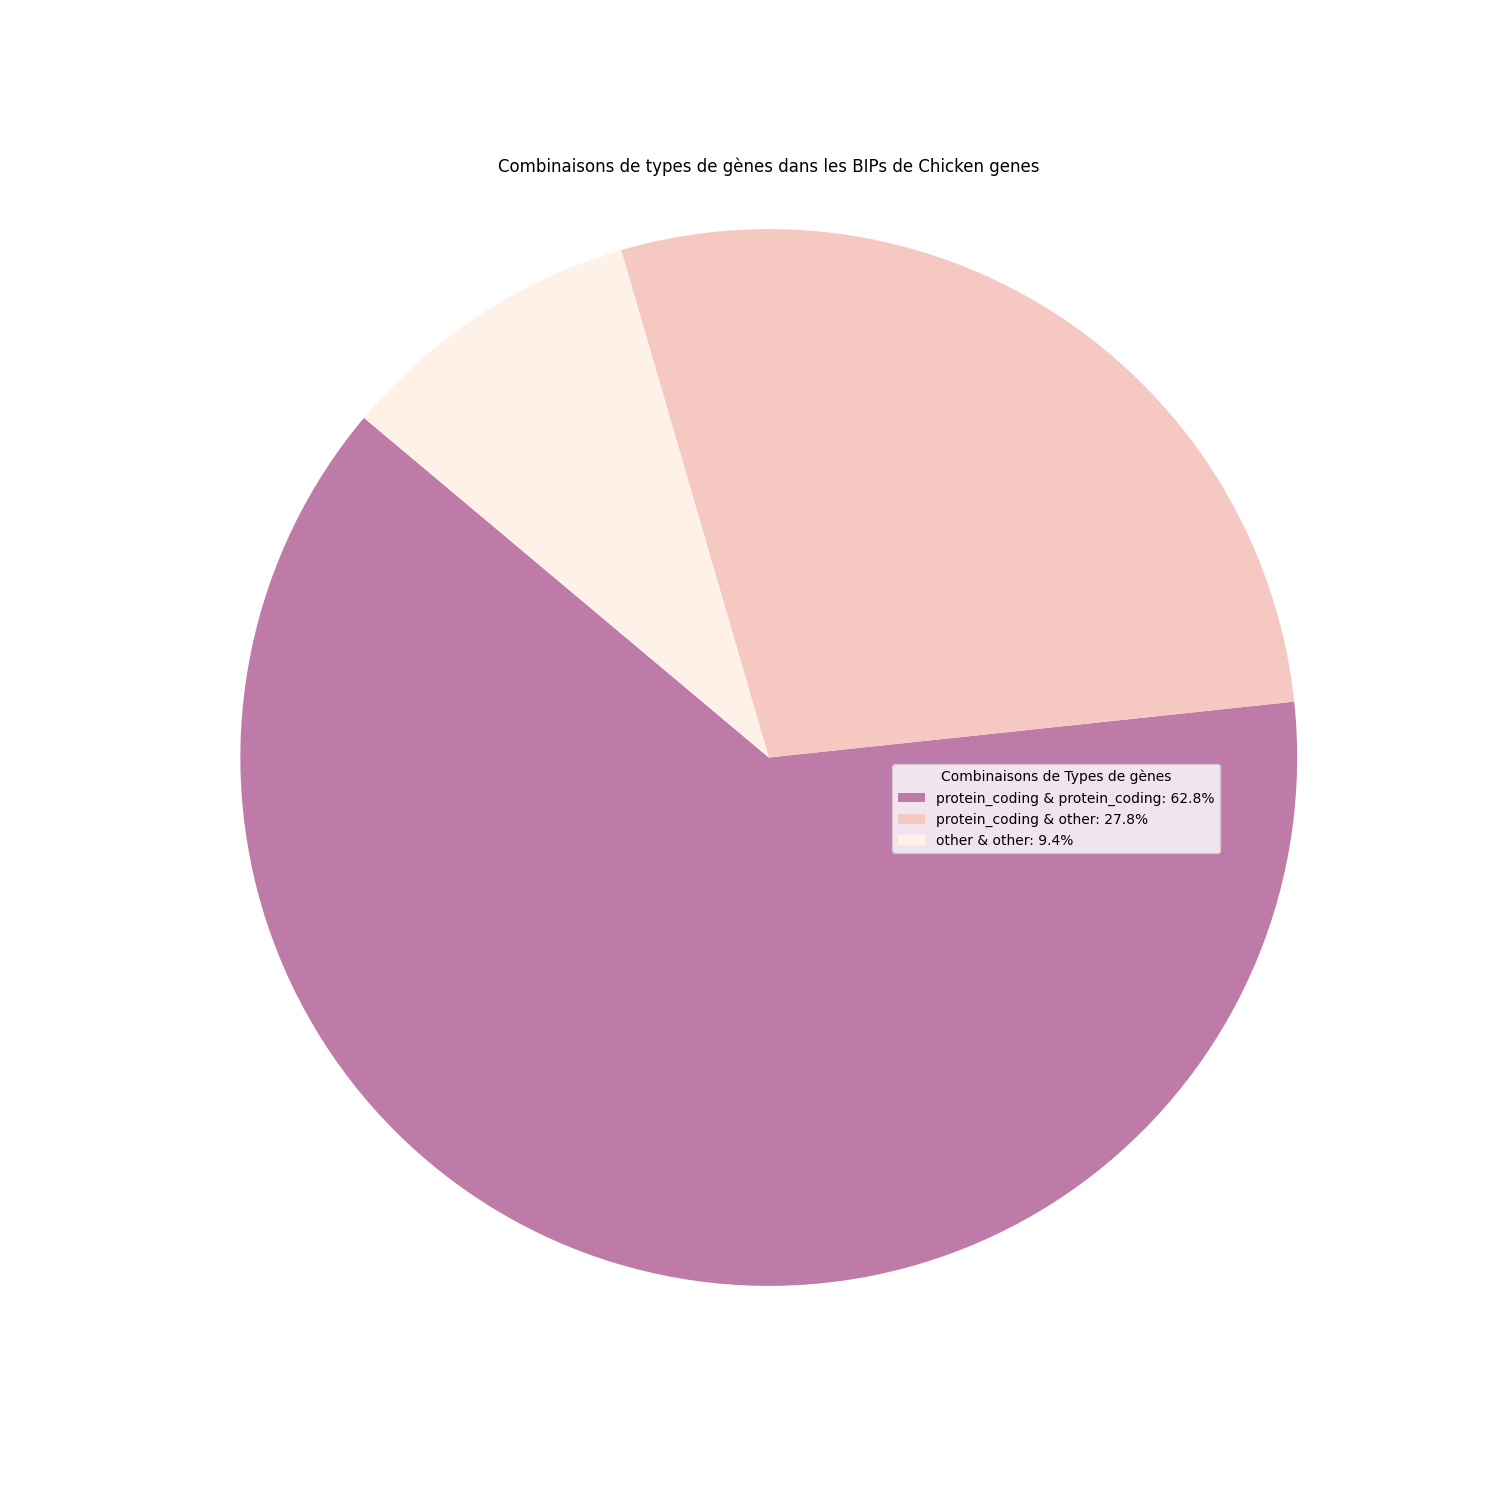 Combinaisons de types de gènes dans les BIPs de Chicken genes
Combinaisons de Types de gènes
protein_coding & protein_coding: 62.8%
protein_coding & other: 27.8%
other & other: 9.4%